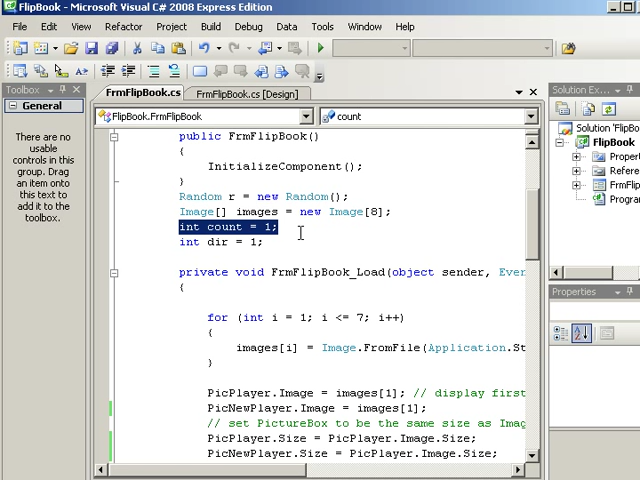 FlipBook - Microsoft Visual C# 2008 Express Edition
File Edit View Refactor Project Build Debug Data Tools Window Help
Toolbox
General
There are no
usable
controls in this
group. Drag
an item onto
this text to
add it to the
toolbox.
FrmFlipBook.cs FrmFlipBook.cs [Design]
FlipBook.FrmFlipBook count
public FrmFlipBook()
{
InitializeComponent();
}
Random r = new Random();
Image[] images = new Image[8];
int count = 1;
int dir = 1;
private void FrmFlipBook_Load(object sender, Even
{
for (int i = 1; i <= 7; i++)
{
images[i] = Image.FromFile(Application.St
}
PicPlayer.Image = images[1]; // display first
PicNewPlayer.Image = images[1];
// set PictureBox to be the same size as Imag
PicPlayer.Size = PicPlayer.Image.Size;
PicNewPlayer.Size = PicPlayer.Image.Size;
Solution Ex...
Solution 'FlipBo
FlipBook
Proper
Refere
FrmFlip
Progra
Properties